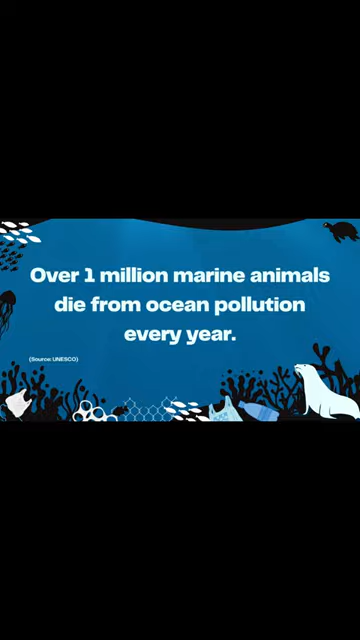 Over 1 million marine animals
die from ocean pollution
every year.
(Source: UNESCO)